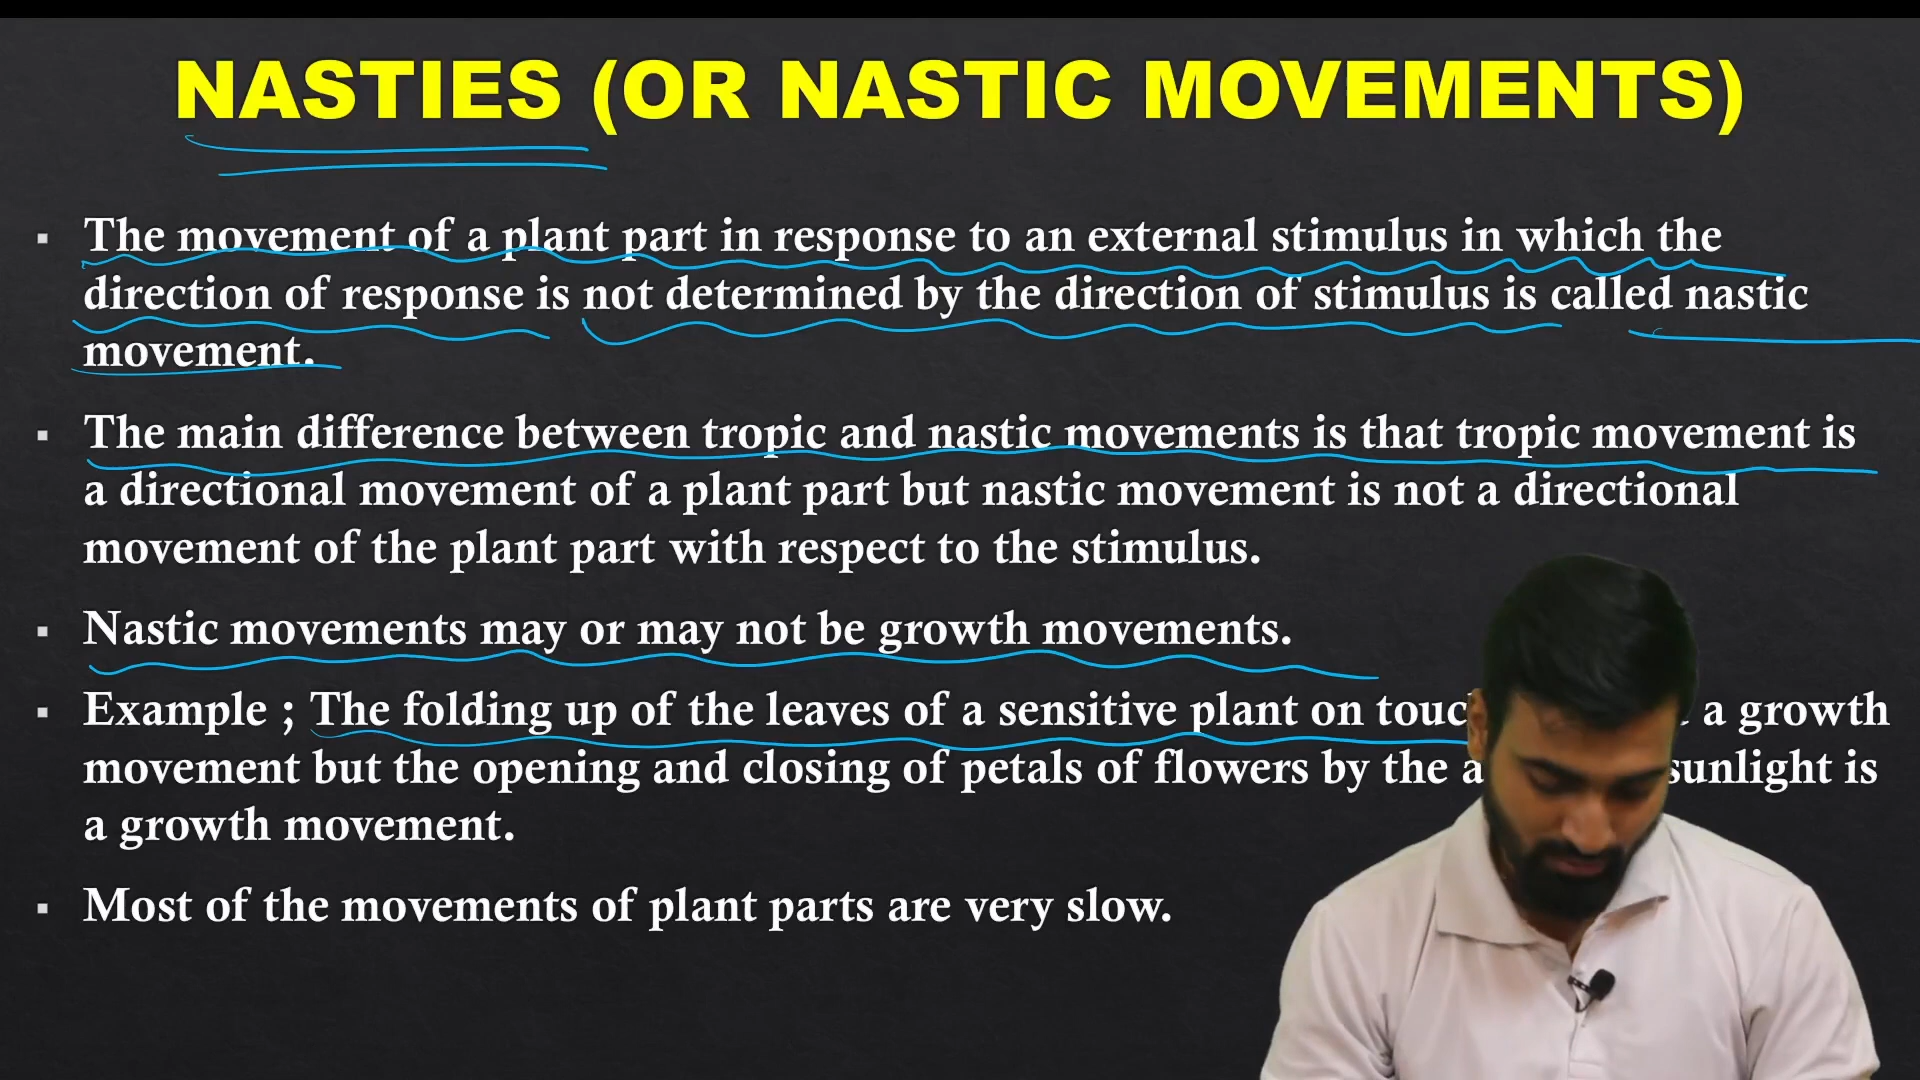 NASTIES (OR NASTIC MOVEMENTS)
▪ The movement of a plant part in response to an external stimulus in which the
direction of response is not determined by the direction of stimulus is called nastic
movement.
▪ The main difference between tropic and nastic movements is that tropic movement is
a directional movement of a plant part but nastic movement is not a directional
movement of the plant part with respect to the stimulus.
▪ Nastic movements may or may not be growth movements.
▪ Example ; The folding up of the leaves of a sensitive plant on a growth
movement but the opening and closing of petals of flowers by the sunlight is
a growth movement.
▪ Most of the movements of plant parts are very slow.